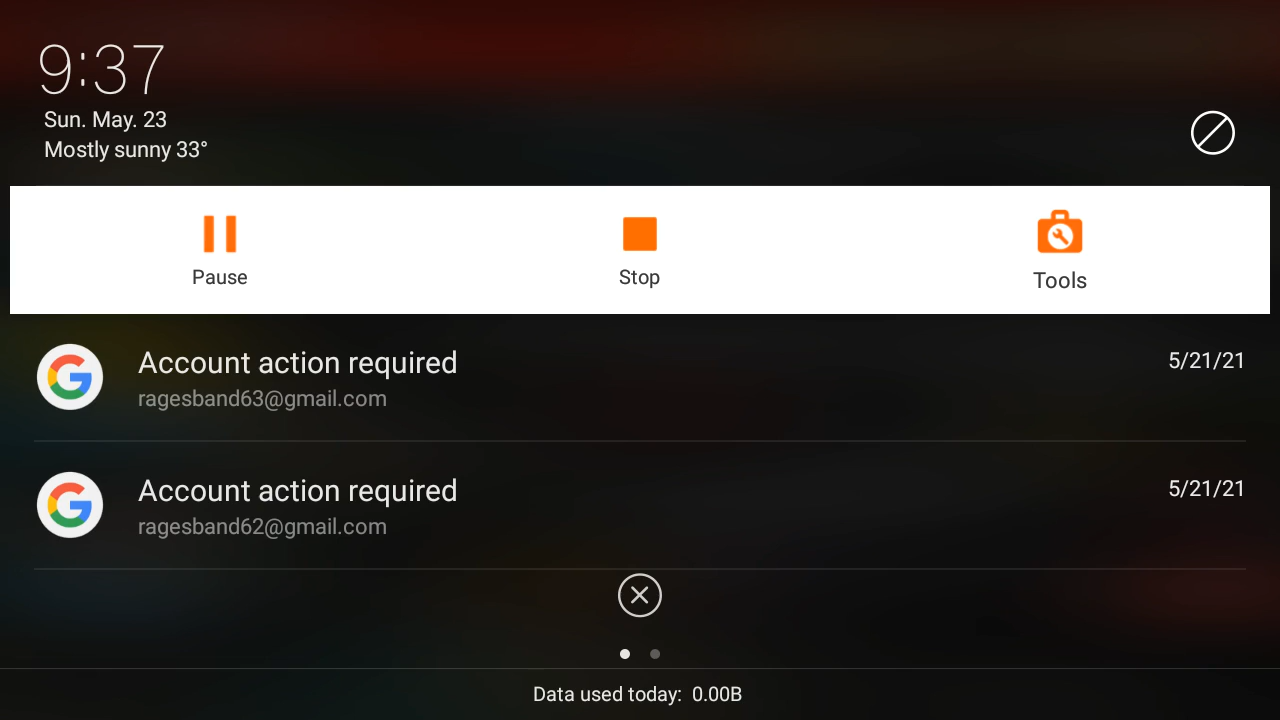 9:37
Sun. May. 23
Mostly sunny 33°
Pause
Stop
Tools
Account action required
5/21/21
ragesband63@gmail.com
Account action required
5/21/21
ragesband62@gmail.com
Data used today: 0.00B